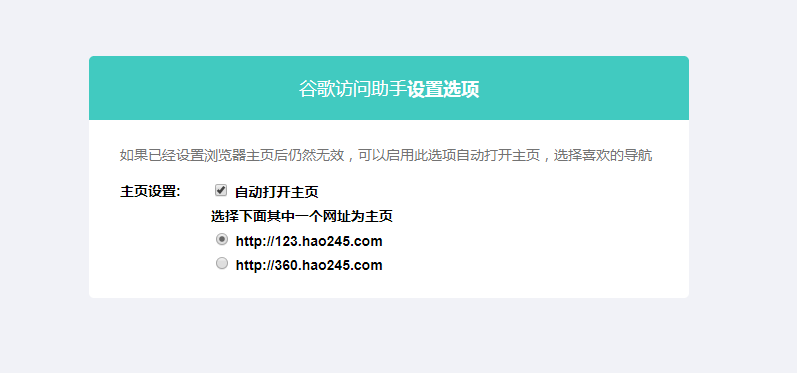 谷歌访问助手设置选项
如果已经设置浏览器主页后仍然无效，可以启用此选项自动打开主页，选择喜欢的导航
主页设置： 自动打开主页
选择下面其中一个网址为主页
http://123.hao245.com
http://360.hao245.com